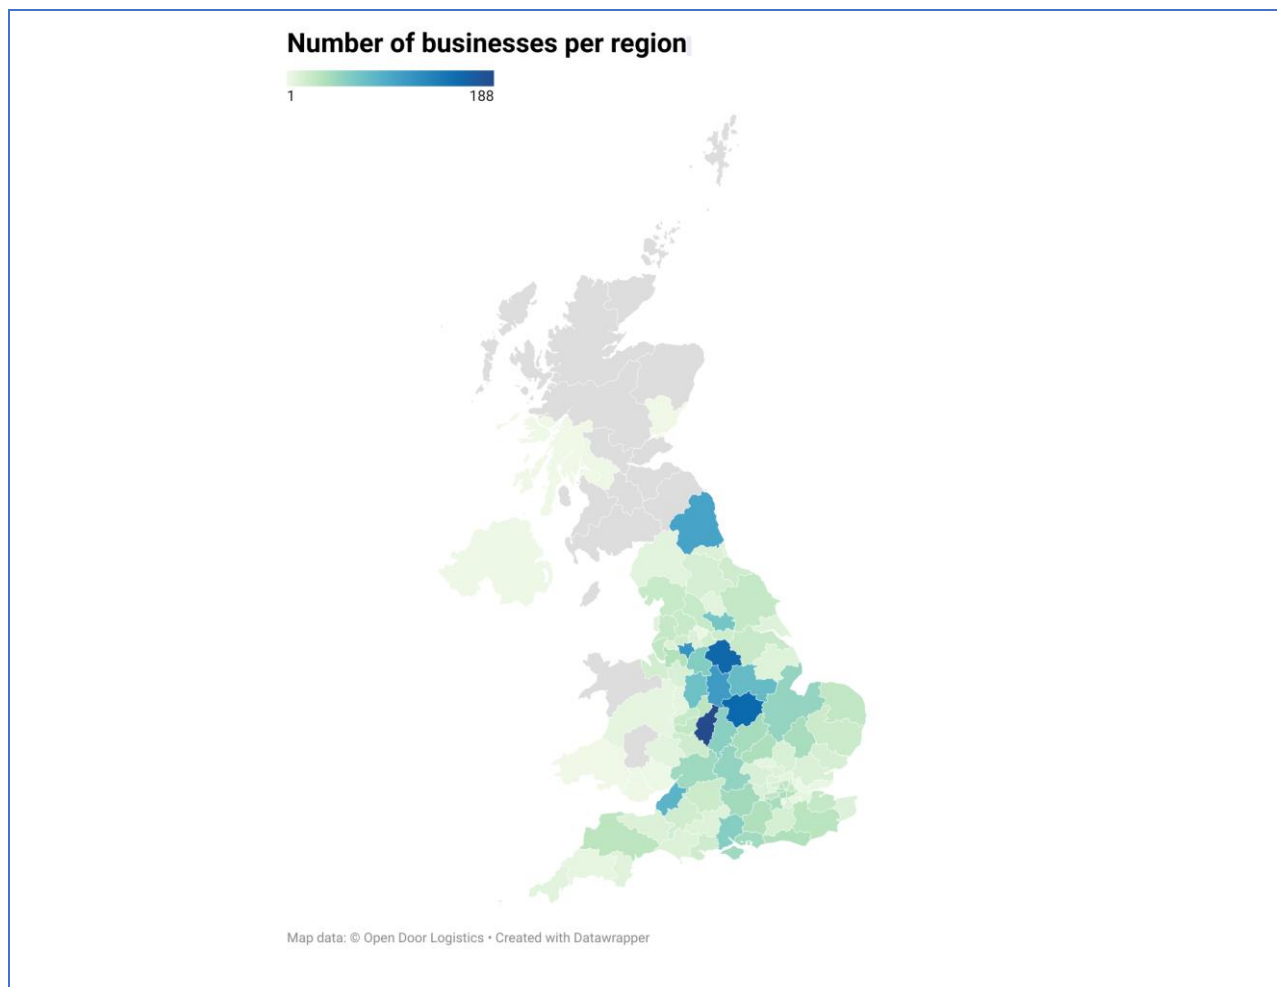 Number of businesses per region
1 188
Map data: © Open Door Logistics • Created with Datawrapper